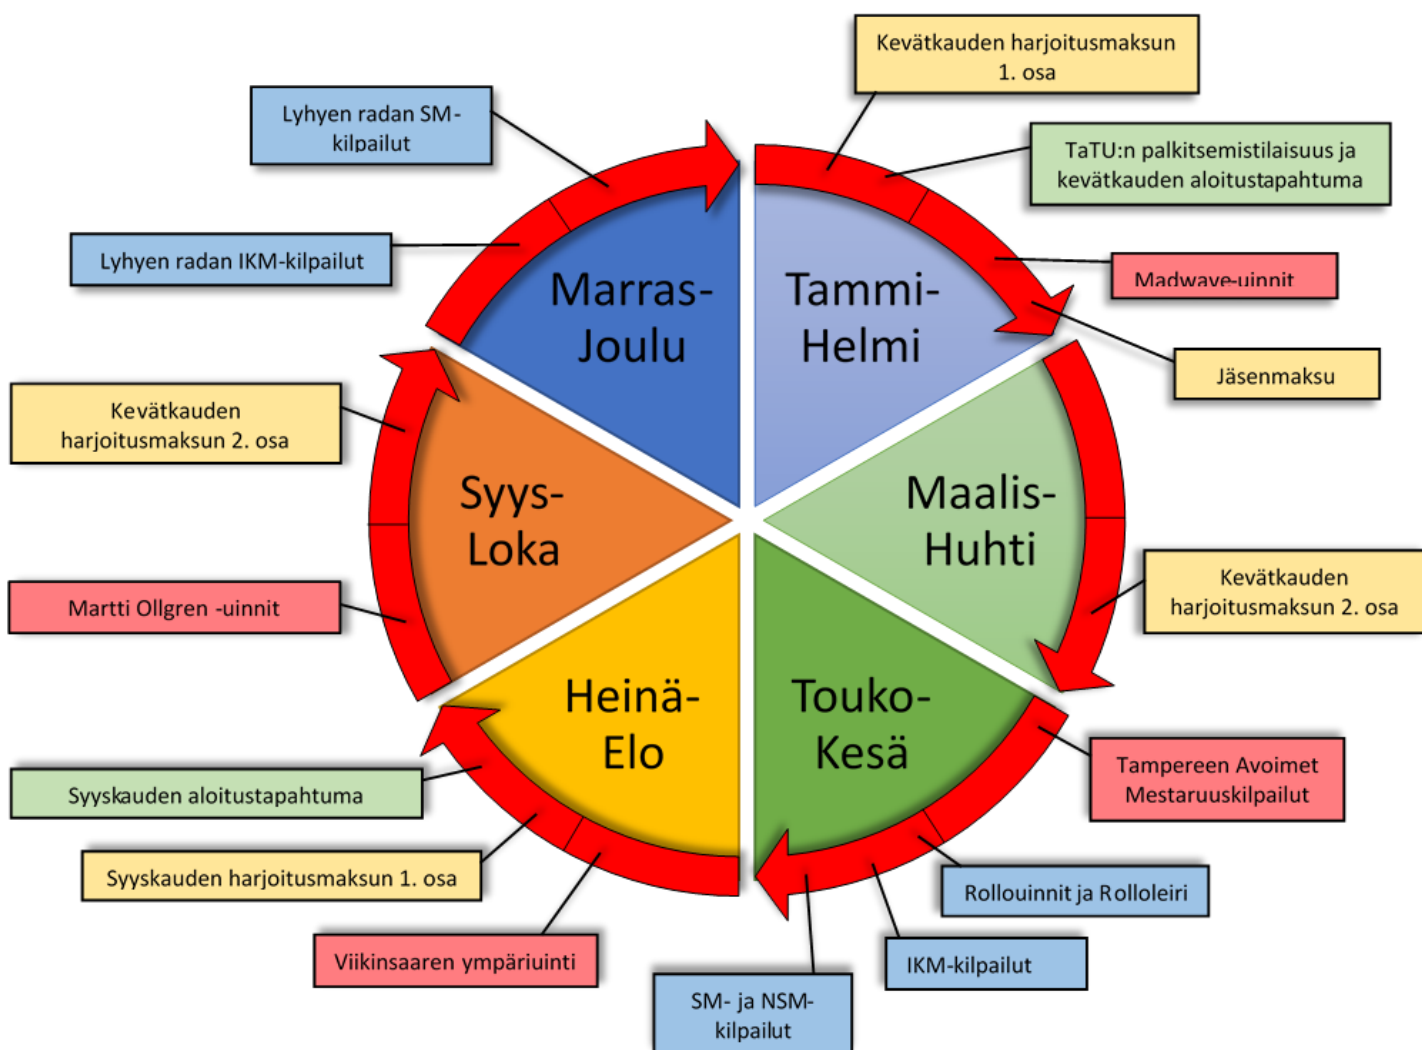 Kevätkauden harjoitusmaksun
1. osa
TaTU:n palkitsemistilaisuus ja
kevätkauden aloitustapahtuma
Madwave-uinnit
Jäsenmaksu
Kevätkauden
harjoitusmaksun 2. osa
Tampereen Avoimet
Mestaruuskilpailut
Rollouinnit ja Rolloleiri
IKM-kilpailut
SM- ja NSM-
kilpailut
Viikinsaaren ympäriuinti
Syyskauden harjoitusmaksun 1. osa
Syyskauden aloitustapahtuma
Martti Ollgren -uinnit
Kevätkauden
harjoitusmaksun 2. osa
Lyhyen radan IKM-kilpailut
Lyhyen radan SM-
kilpailut
Tammi-
Helmi
Maalis-
Huhti
Touko-
Kesä
Heinä-
Elo
Syys-
Loka
Marras-
Joulu